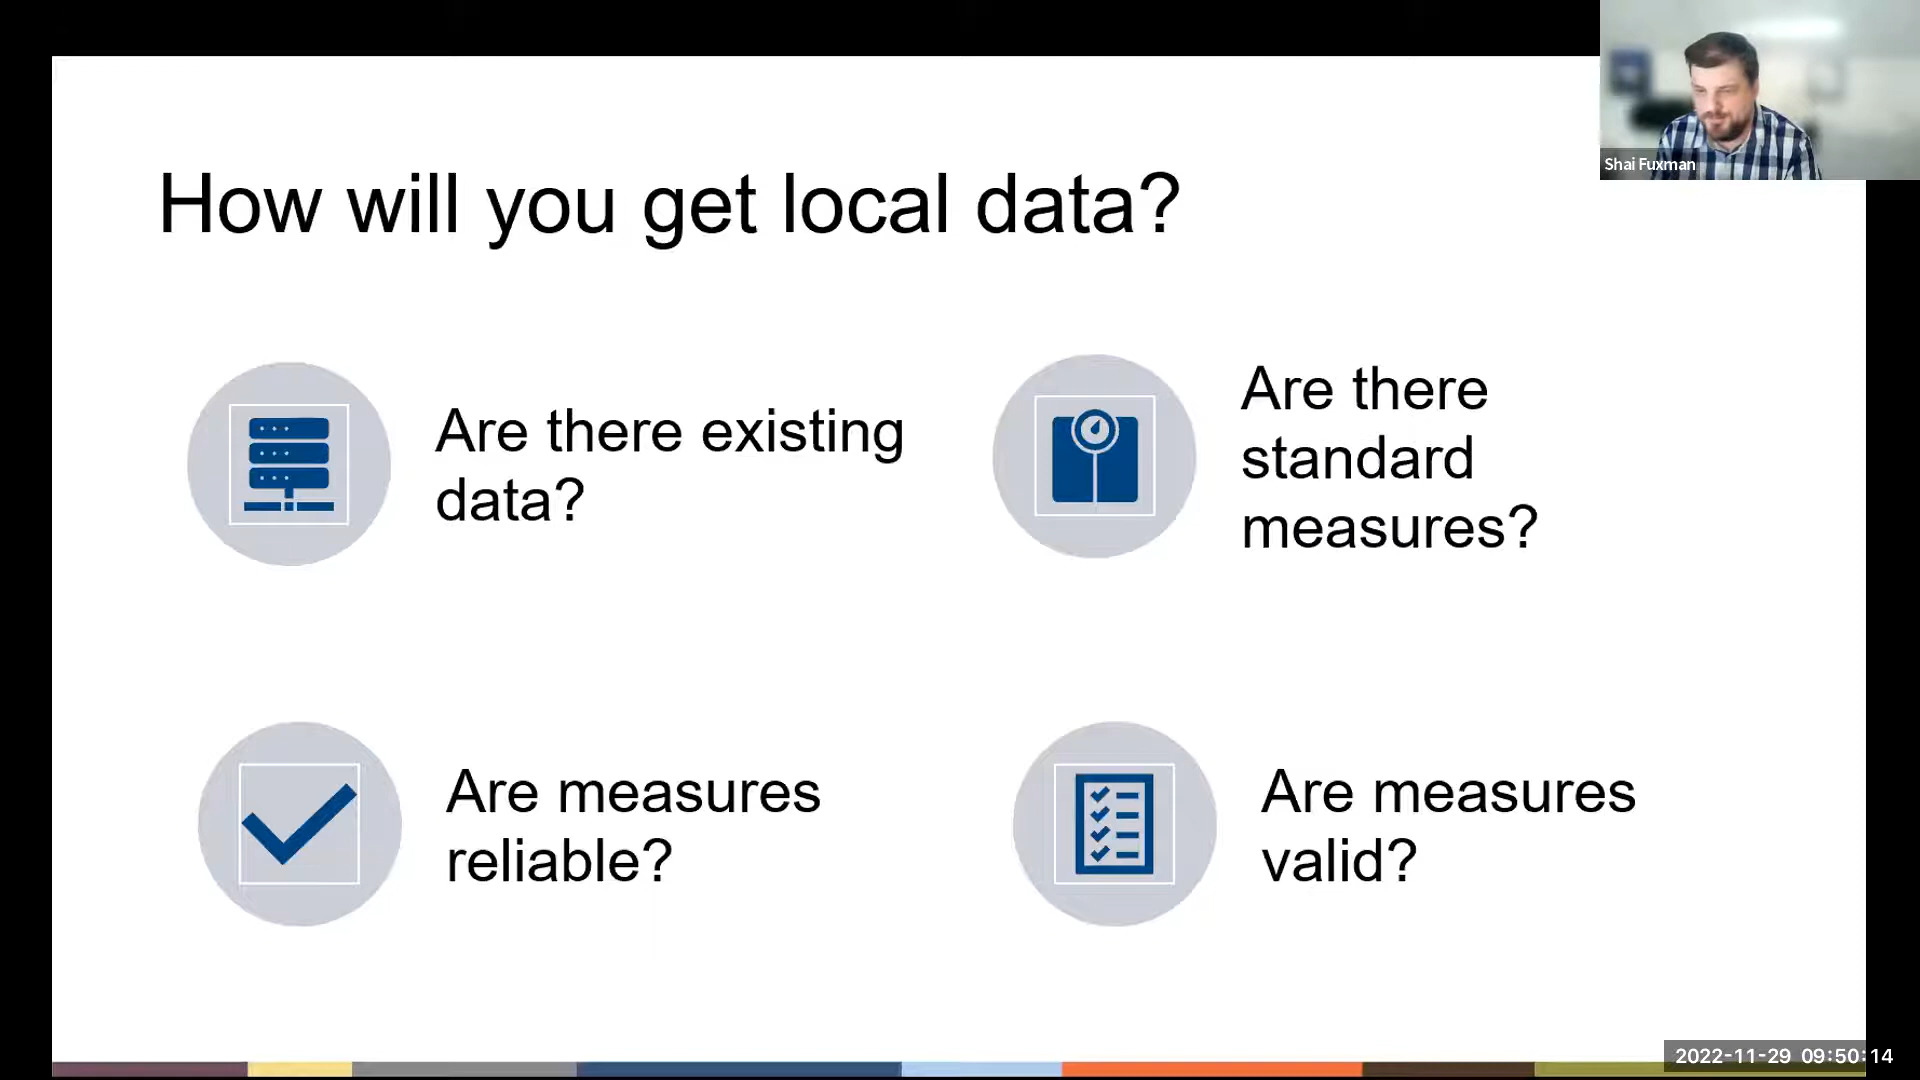 Shai Fuxman
How will you get local data?
Are there existing
data?
Are there
standard
measures?
Are measures
reliable?
Are measures
valid?
2022-11-29 09:50:14